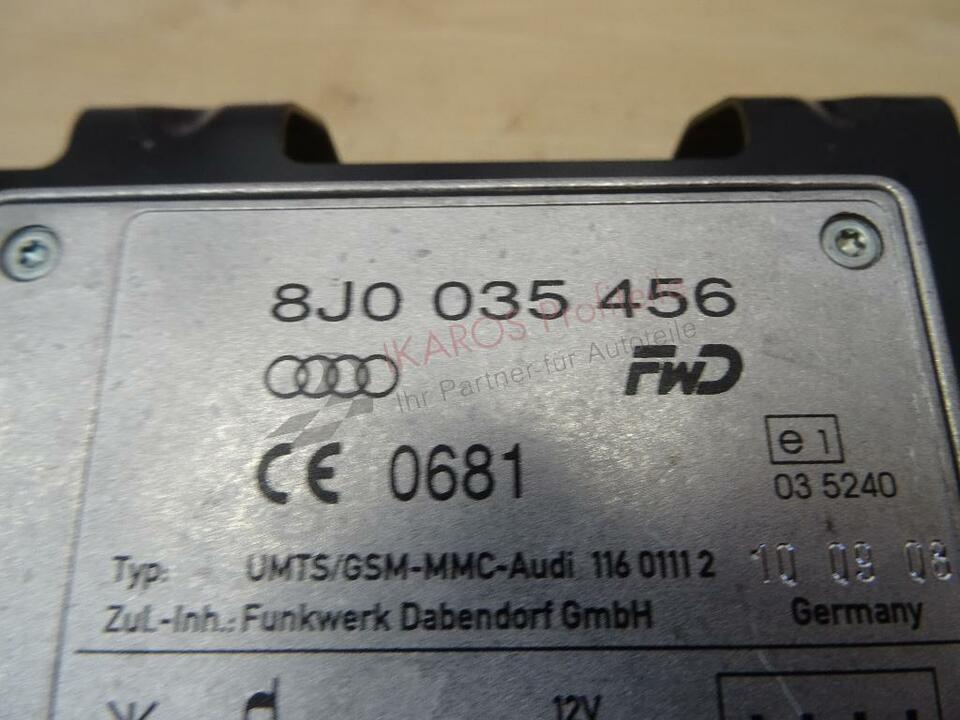 8J0 035 456
IKAROS Profiteile
Ihr Partner für Autoteile
FWD
CE 0681
e1
03 5240
Typ: UMTS/GSM-MMC-Audi 116 0111 2 10 09 08
Zul.-Inh.: Funkwerk Dabendorf GmbH Germany
12V